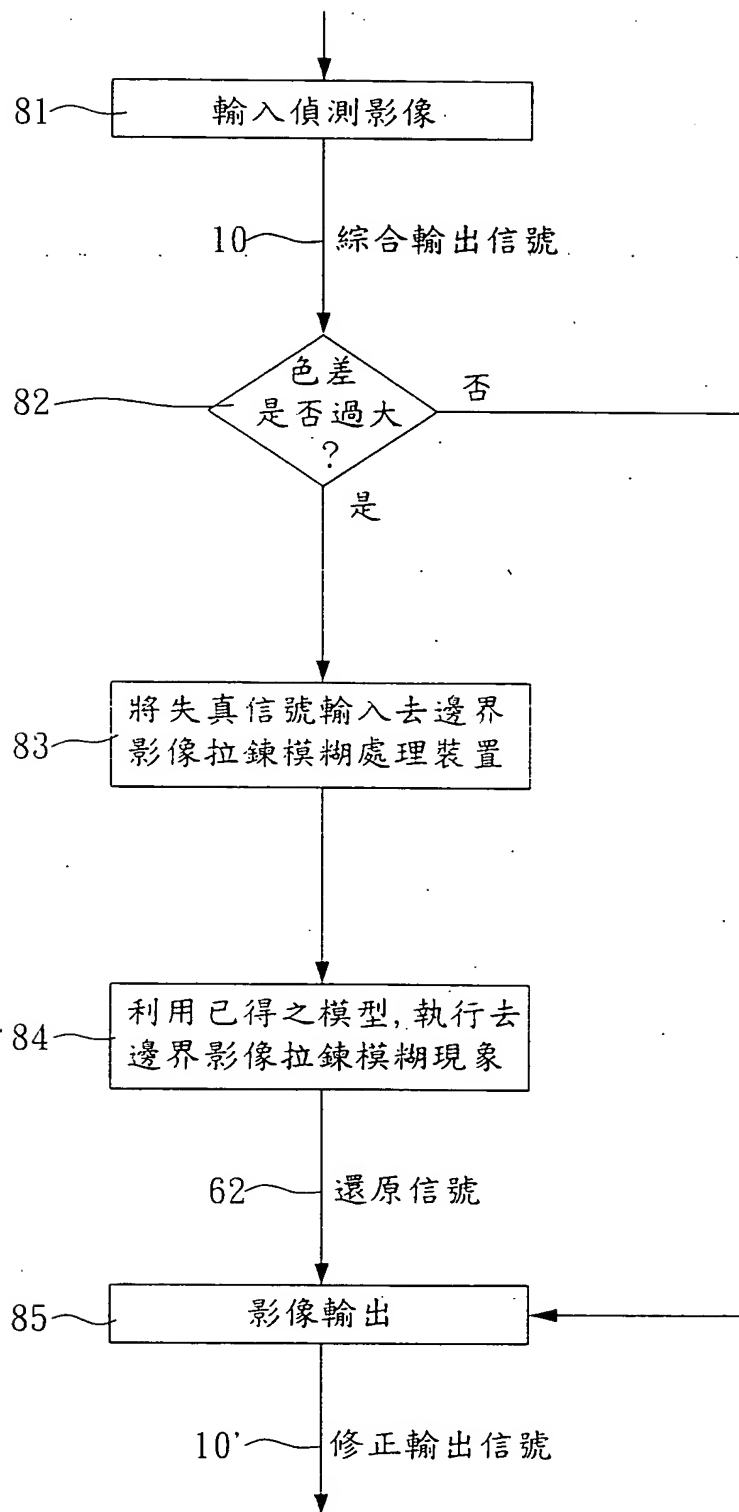 81 輸入偵測影像
10 綜合輸出信號
82 色差
是否過大
?
否
是
83 將失真信號輸入去邊界
影像拉鍊模糊處理裝置
84 利用已得之模型,執行去
邊界影像拉鍊模糊現象
62 還原信號
85 影像輸出
10' 修正輸出信號